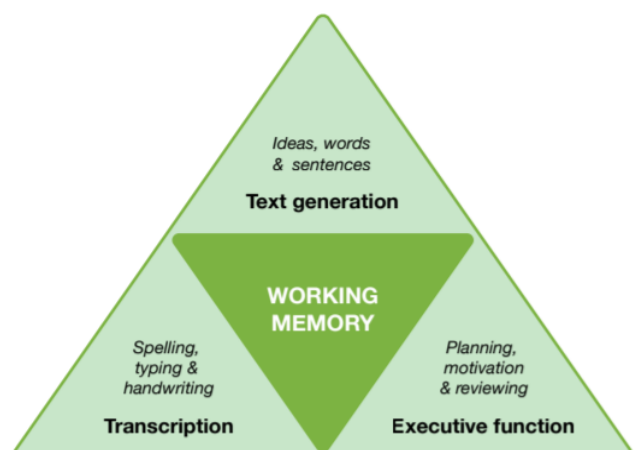 Ideas, words
& sentences
Text generation
WORKING
MEMORY
Spelling,
typing &
handwriting
Transcription
Planning,
motivation
& reviewing
Executive function